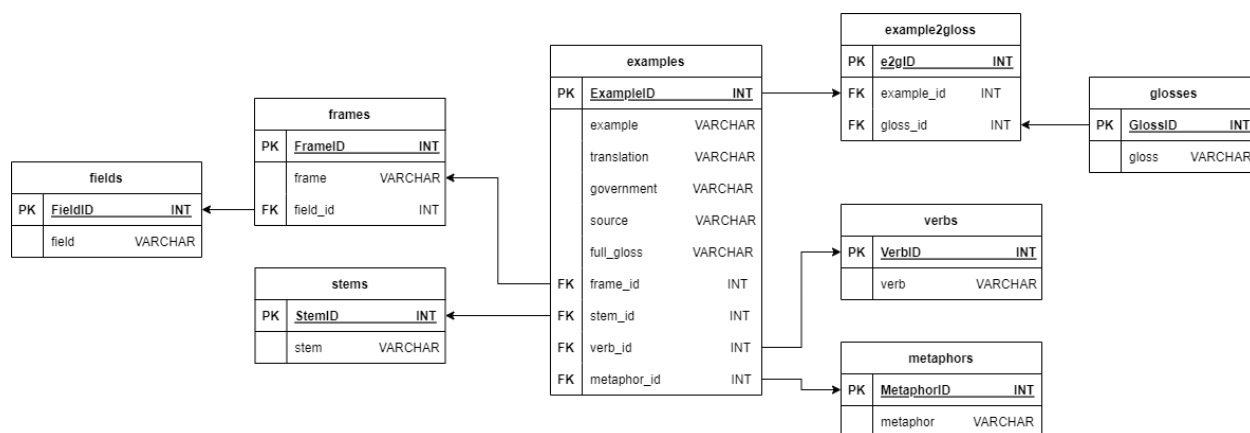 fields
PK FieldID INT
field VARCHAR
frames
PK FrameID INT
frame VARCHAR
FK field_id INT
stems
PK StemID INT
stem VARCHAR
examples
PK ExampleID INT
example VARCHAR
translation VARCHAR
government VARCHAR
source VARCHAR
full_gloss VARCHAR
FK frame_id INT
FK stem_id INT
FK verb_id INT
FK metaphor_id INT
example2gloss
PK e2gID INT
FK example_id INT
FK gloss_id INT
glosses
PK GlossID INT
gloss VARCHAR
verbs
PK VerbID INT
verb VARCHAR
metaphors
PK MetaphorID INT
metaphor VARCHAR